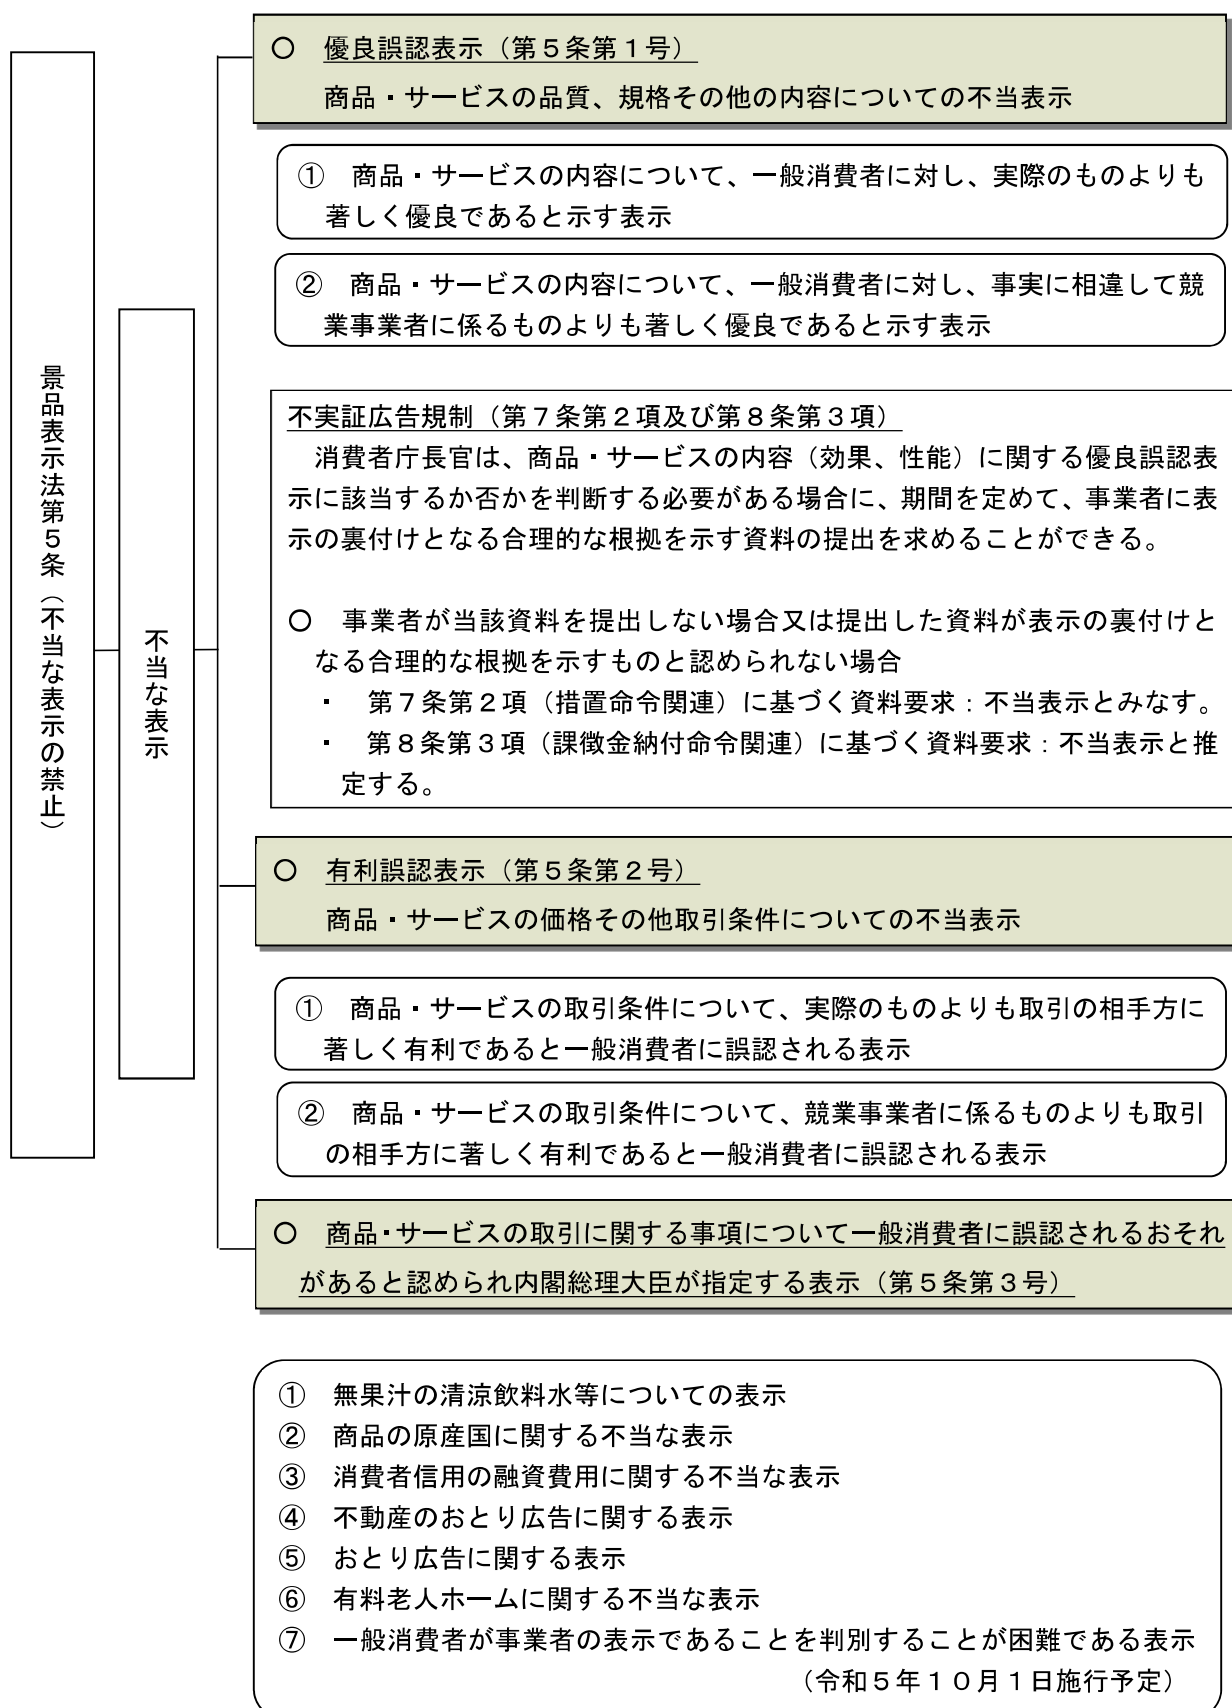 景品表示法第５条（不当な表示の禁止）
不当な表示
○　優良誤認表示（第５条第１号）
商品・サービスの品質、規格その他の内容についての不当表示
①　商品・サービスの内容について、一般消費者に対し、実際のものよりも
著しく優良であると示す表示
②　商品・サービスの内容について、一般消費者に対し、事実に相違して競
業事業者に係るものよりも著しく優良であると示す表示
不実証広告規制（第７条第２項及び第８条第３項）
消費者庁長官は、商品・サービスの内容（効果、性能）に関する優良誤認表
示に該当するか否かを判断する必要がある場合に、期間を定めて、事業者に表
示の裏付けとなる合理的な根拠を示す資料の提出を求めることができる。
○　事業者が当該資料を提出しない場合又は提出した資料が表示の裏付けと
なる合理的な根拠を示すものと認められない場合
・　第７条第２項（措置命令関連）に基づく資料要求：不当表示とみなす。
・　第８条第３項（課徴金納付命令関連）に基づく資料要求：不当表示と推
定する。
○　有利誤認表示（第５条第２号）
商品・サービスの価格その他取引条件についての不当表示
①　商品・サービスの取引条件について、実際のものよりも取引の相手方に
著しく有利であると一般消費者に誤認される表示
②　商品・サービスの取引条件について、競業事業者に係るものよりも取引
の相手方に著しく有利であると一般消費者に誤認される表示
○　商品・サービスの取引に関する事項について一般消費者に誤認されるおそれ
があると認められ内閣総理大臣が指定する表示（第５条第３号）
①　無果汁の清涼飲料水等についての表示
②　商品の原産国に関する不当な表示
③　消費者信用の融資費用に関する不当な表示
④　不動産のおとり広告に関する表示
⑤　おとり広告に関する表示
⑥　有料老人ホームに関する不当な表示
⑦　一般消費者が事業者の表示であることを判別することが困難である表示
（令和５年１０月１日施行予定）